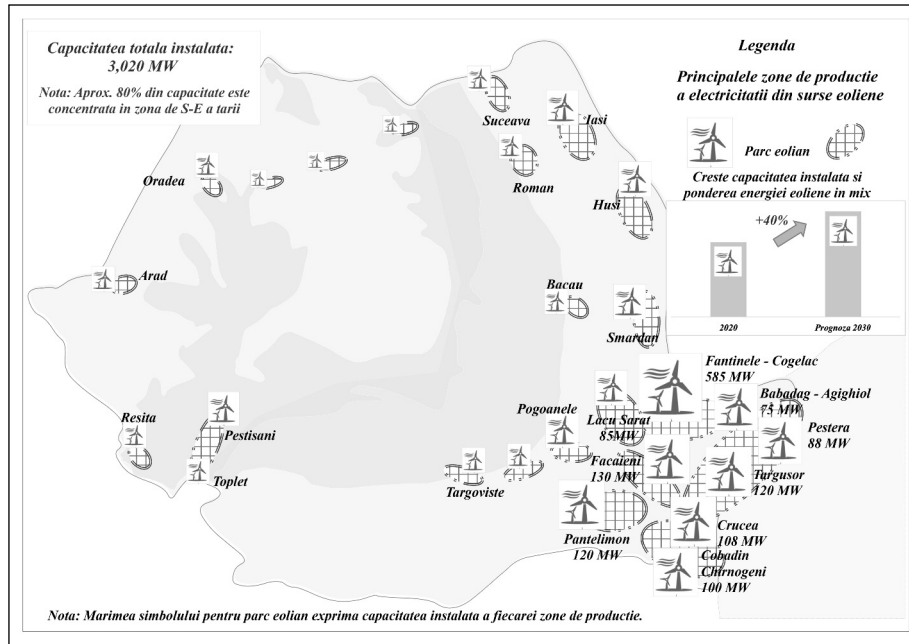 Capacitatea totala instalata:
3,020 MW
Nota: Aprox. 80% din capacitate este
concentrata in zona de S-E a tarii
Legenda
Principalele zone de productie
a electricitatii din surse eoliene
Parc eolian
Creste capacitatea instalata si
ponderea energiei eoliene in mix
+40%
2020
Prognoza 2030
Suceava
Iasi
Oradea
Roman
Husi
Arad
Bacau
Smardan
Fantinele - Cogelac
585 MW
Babadag - Agighiol
75 MW
Resita
Pestisani
Toplet
Pogoanele
Lacu Sarat
85MW
Pestera
88 MW
Targoviste
Facaieni
130 MW
Targusor
120 MW
Pantelimon
120 MW
Crucea
108 MW
Cobadin
Chirnogeni
100 MW
Nota: Marimea simbolului pentru parc eolian exprima capacitatea instalata a fiecarei zone de productie.